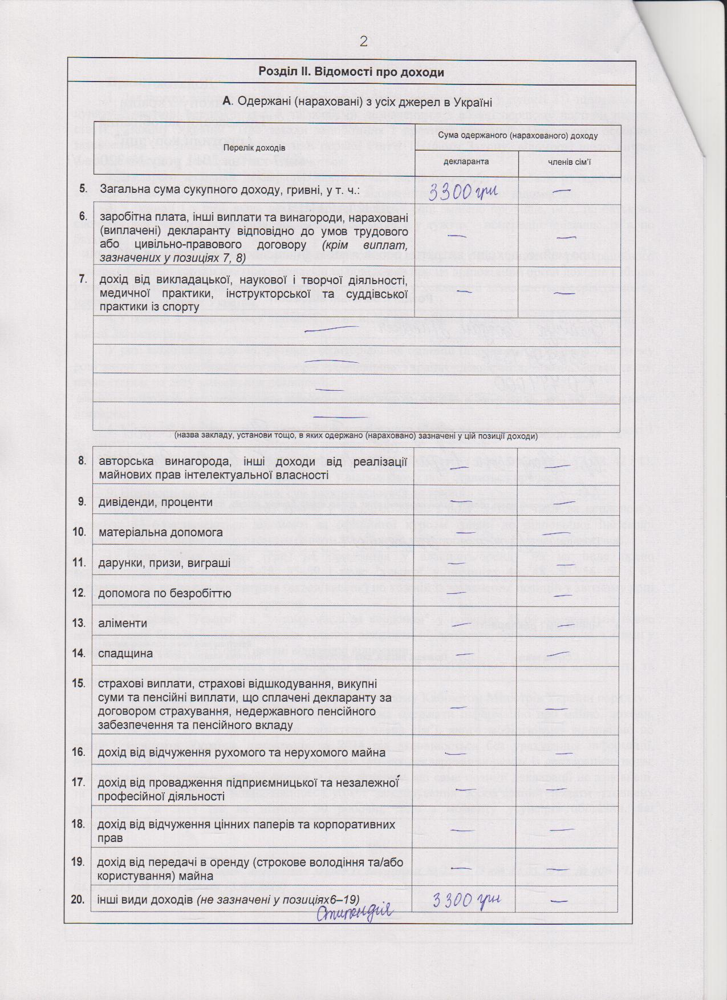 2
Розділ II. Відомості про доходи
А. Одержані (нараховані) з усіх джерел в Україні
Перелік доходів
Сума одержаного (нарахованого) доходу
декларанта
членів сім’ї
5. Загальна сума сукупного доходу, гривні, у т. ч.: 3300 грн —
6. заробітна плата, інші виплати та винагороди, нараховані
(виплачені) декларанту відповідно до умов трудового
або цивільно-правового договору (крім виплат, — —
зазначених у позиціях 7, 8)
7. дохід від викладацької, наукової і творчої діяльності,
медичної практики, інструкторської та суддівської — —
практики із спорту
—
—
—
—
(назва закладу, установи тощо, в яких одержано (нараховано) зазначені у цій позиції доходи)
8. авторська винагорода, інші доходи від реалізації — —
майнових прав інтелектуальної власності
9. дивіденди, проценти — —
10. матеріальна допомога — —
11. дарунки, призи, виграші — —
12. допомога по безробіттю — —
13. аліменти — —
14. спадщина — —
15. страхові виплати, страхові відшкодування, викупні
суми та пенсійні виплати, що сплачені декларанту за
договором страхування, недержавного пенсійного — —
забезпечення та пенсійного вкладу
16. дохід від відчуження рухомого та нерухомого майна — —
17. дохід від провадження підприємницької та незалежної — —
професійної діяльності
18. дохід від відчуження цінних паперів та корпоративних — —
прав
19. дохід від передачі в оренду (строкове володіння та/або — —
користування) майна
20. інші види доходів (не зазначені у позиціях6–19) 3300 грн —
Стипендія